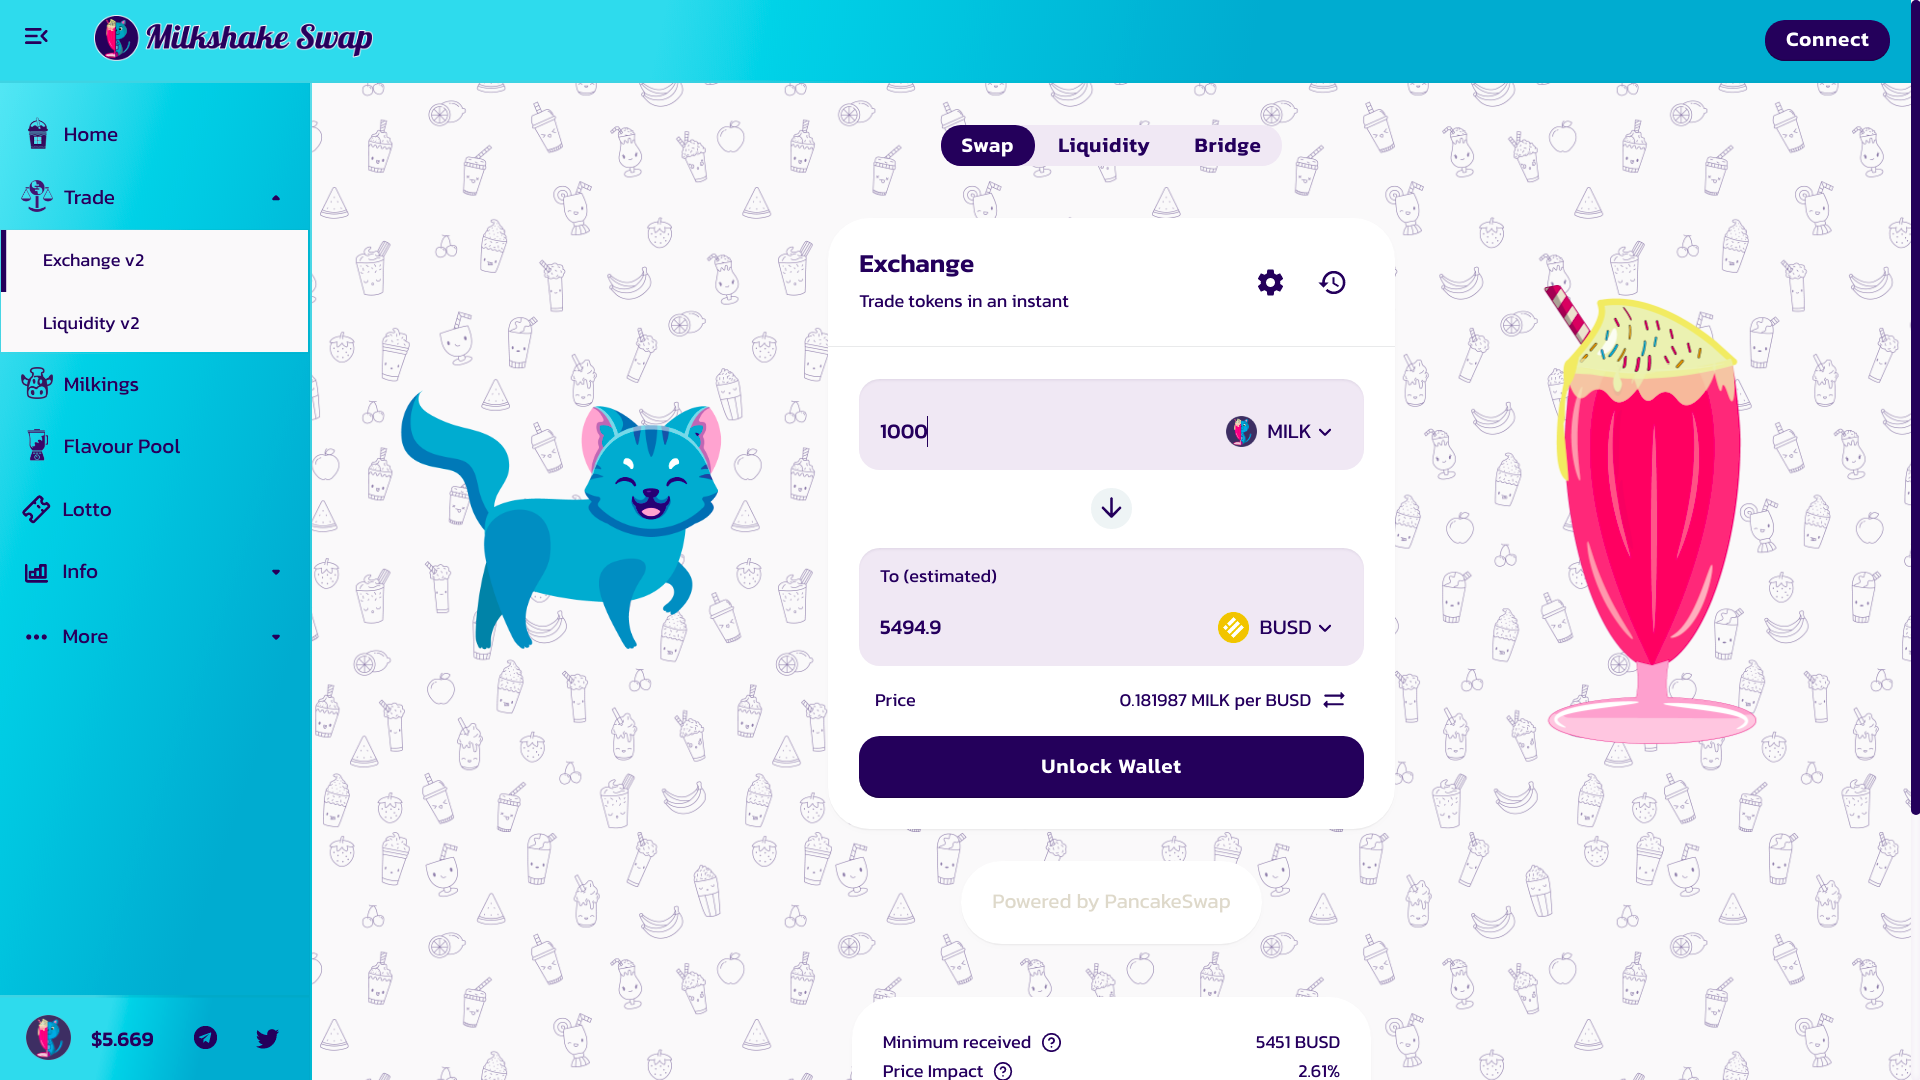 Milkshake Swap
Connect
Home
Trade
Exchange v2
Liquidity v2
Milkings
Flavour Pool
Lotto
Info
More
$5.669
Swap Liquidity Bridge
Exchange
Trade tokens in an instant
1000 MILK
To (estimated)
5494.9 BUSD
Price 0.181987 MILK per BUSD
Unlock Wallet
Powered by PancakeSwap
Minimum received ? 5451 BUSD
Price Impact ? 2.61%